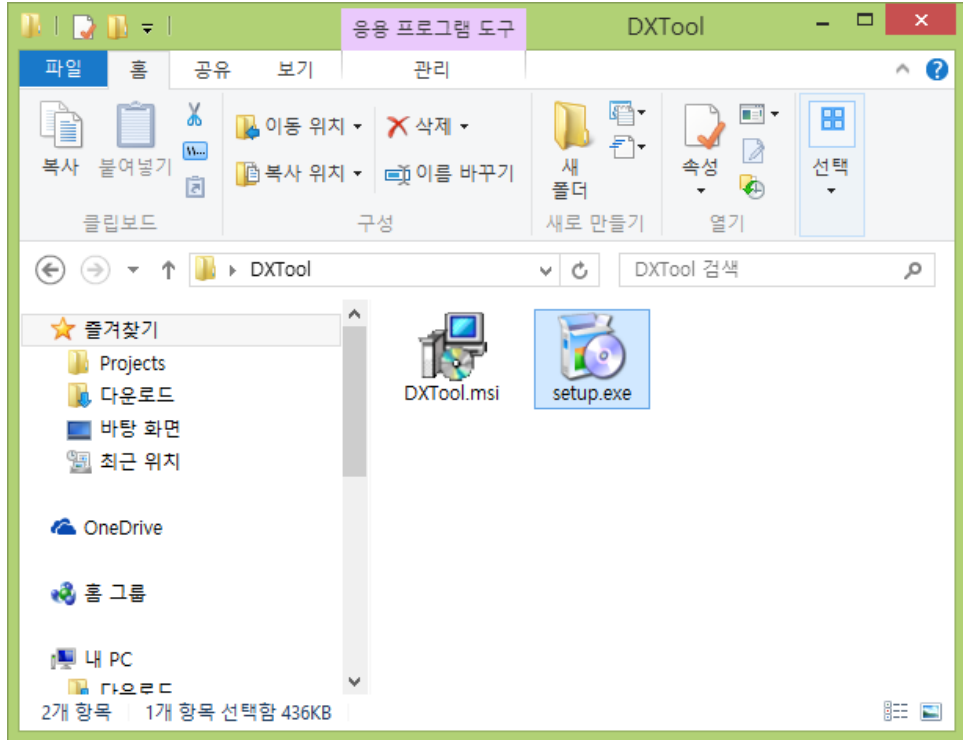 응용 프로그램 도구
DXTool
파일 홈 공유 보기 관리
복사
붙여넣기
이동 위치
복사 위치
삭제
이름 바꾸기
새
폴더
속성
선택
클립보드 구성 새로 만들기 열기
DXTool DXTool 검색
즐겨찾기
Projects
다운로드
바탕 화면
최근 위치
OneDrive
홈 그룹
내 PC
DXTool.msi
setup.exe
2개 항목 1개 항목 선택함 436KB